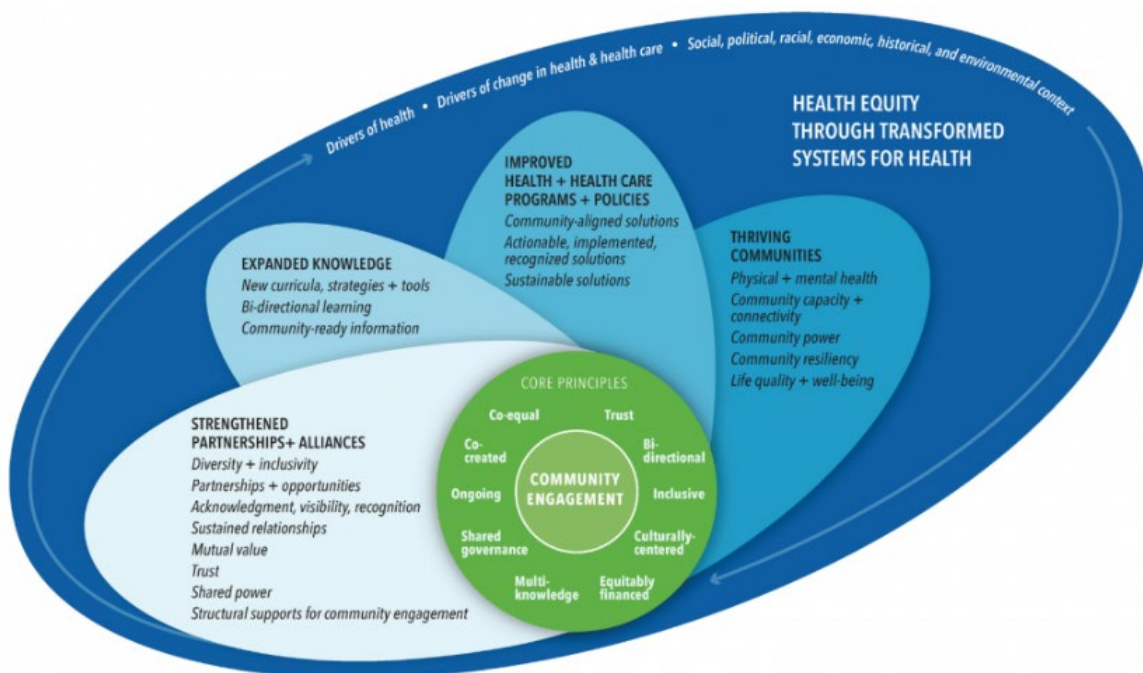 Drivers of health • Drivers of change in health & health care • Social, political, racial, economic, historical, and environmental context
HEALTH EQUITY
THROUGH TRANSFORMED
SYSTEMS FOR HEALTH
IMPROVED
HEALTH + HEALTH CARE
PROGRAMS + POLICIES
Community-aligned solutions
Actionable, implemented,
recognized solutions
Sustainable solutions
THRIVING
COMMUNITIES
Physical + mental health
Community capacity +
connectivity
Community power
Community resiliency
Life quality + well-being
EXPANDED KNOWLEDGE
New curricula, strategies + tools
Bi-directional learning
Community-ready information
STRENGTHENED
PARTNERSHIPS+ ALLIANCES
Diversity + inclusivity
Partnerships + opportunities
Acknowledgment, visibility, recognition
Sustained relationships
Mutual value
Trust
Shared power
Structural supports for community engagement
CORE PRINCIPLES
Co-equal
Trust
Co-
created
Bi-
directional
Ongoing
Inclusive
Shared
governance
Culturally-
centered
Multi-
knowledge
Equitably
financed
COMMUNITY
ENGAGEMENT